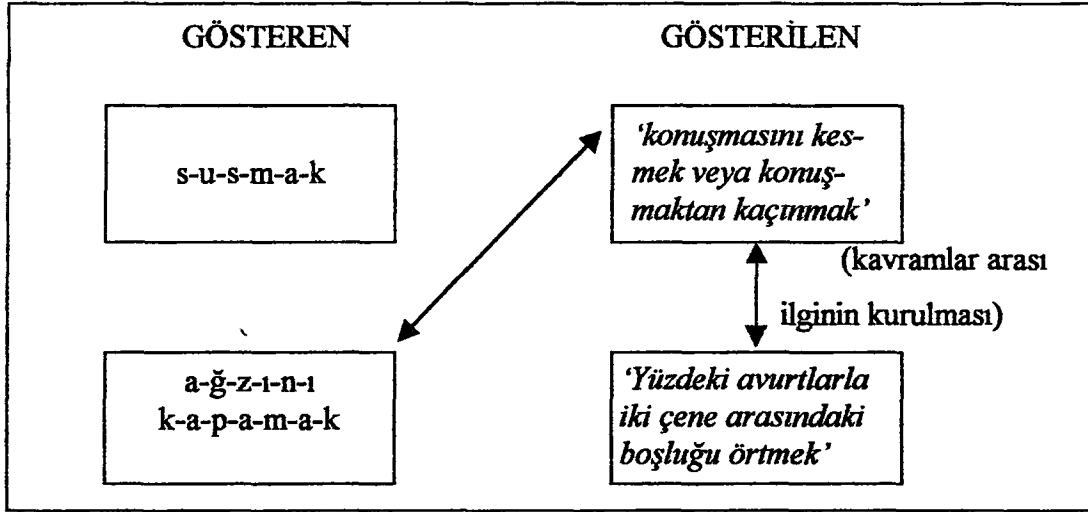 GÖSTEREN GÖSTERİLEN
s-u-s-m-a-k
‘konuşmasını kes-
mek veya konuş-
maktan kaçınmak’
(kavramlar arası
ilginin kurulması)
a-ğ-z-ı-n-ı
k-a-p-a-m-a-k
‘Yüzdeki avurtlarla
iki çene arasındaki
boşluğu örtmek’